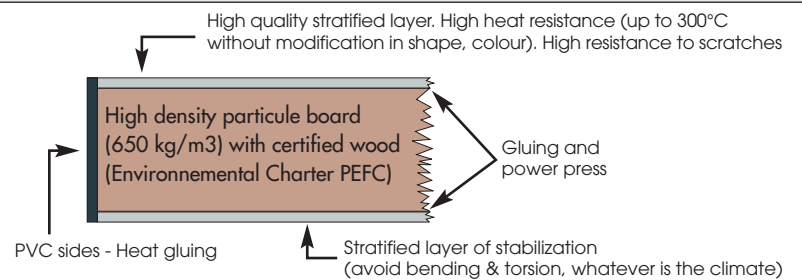 High quality stratified layer. High heat resistance (up to 300°C
without modification in shape, colour). High resistance to scratches
High density particule board
(650 kg/m3) with certified wood
(Environnemental Charter PEFC)
Gluing and
power press
PVC sides - Heat gluing
Stratified layer of stabilization
(avoid bending & torsion, whatever is the climate)